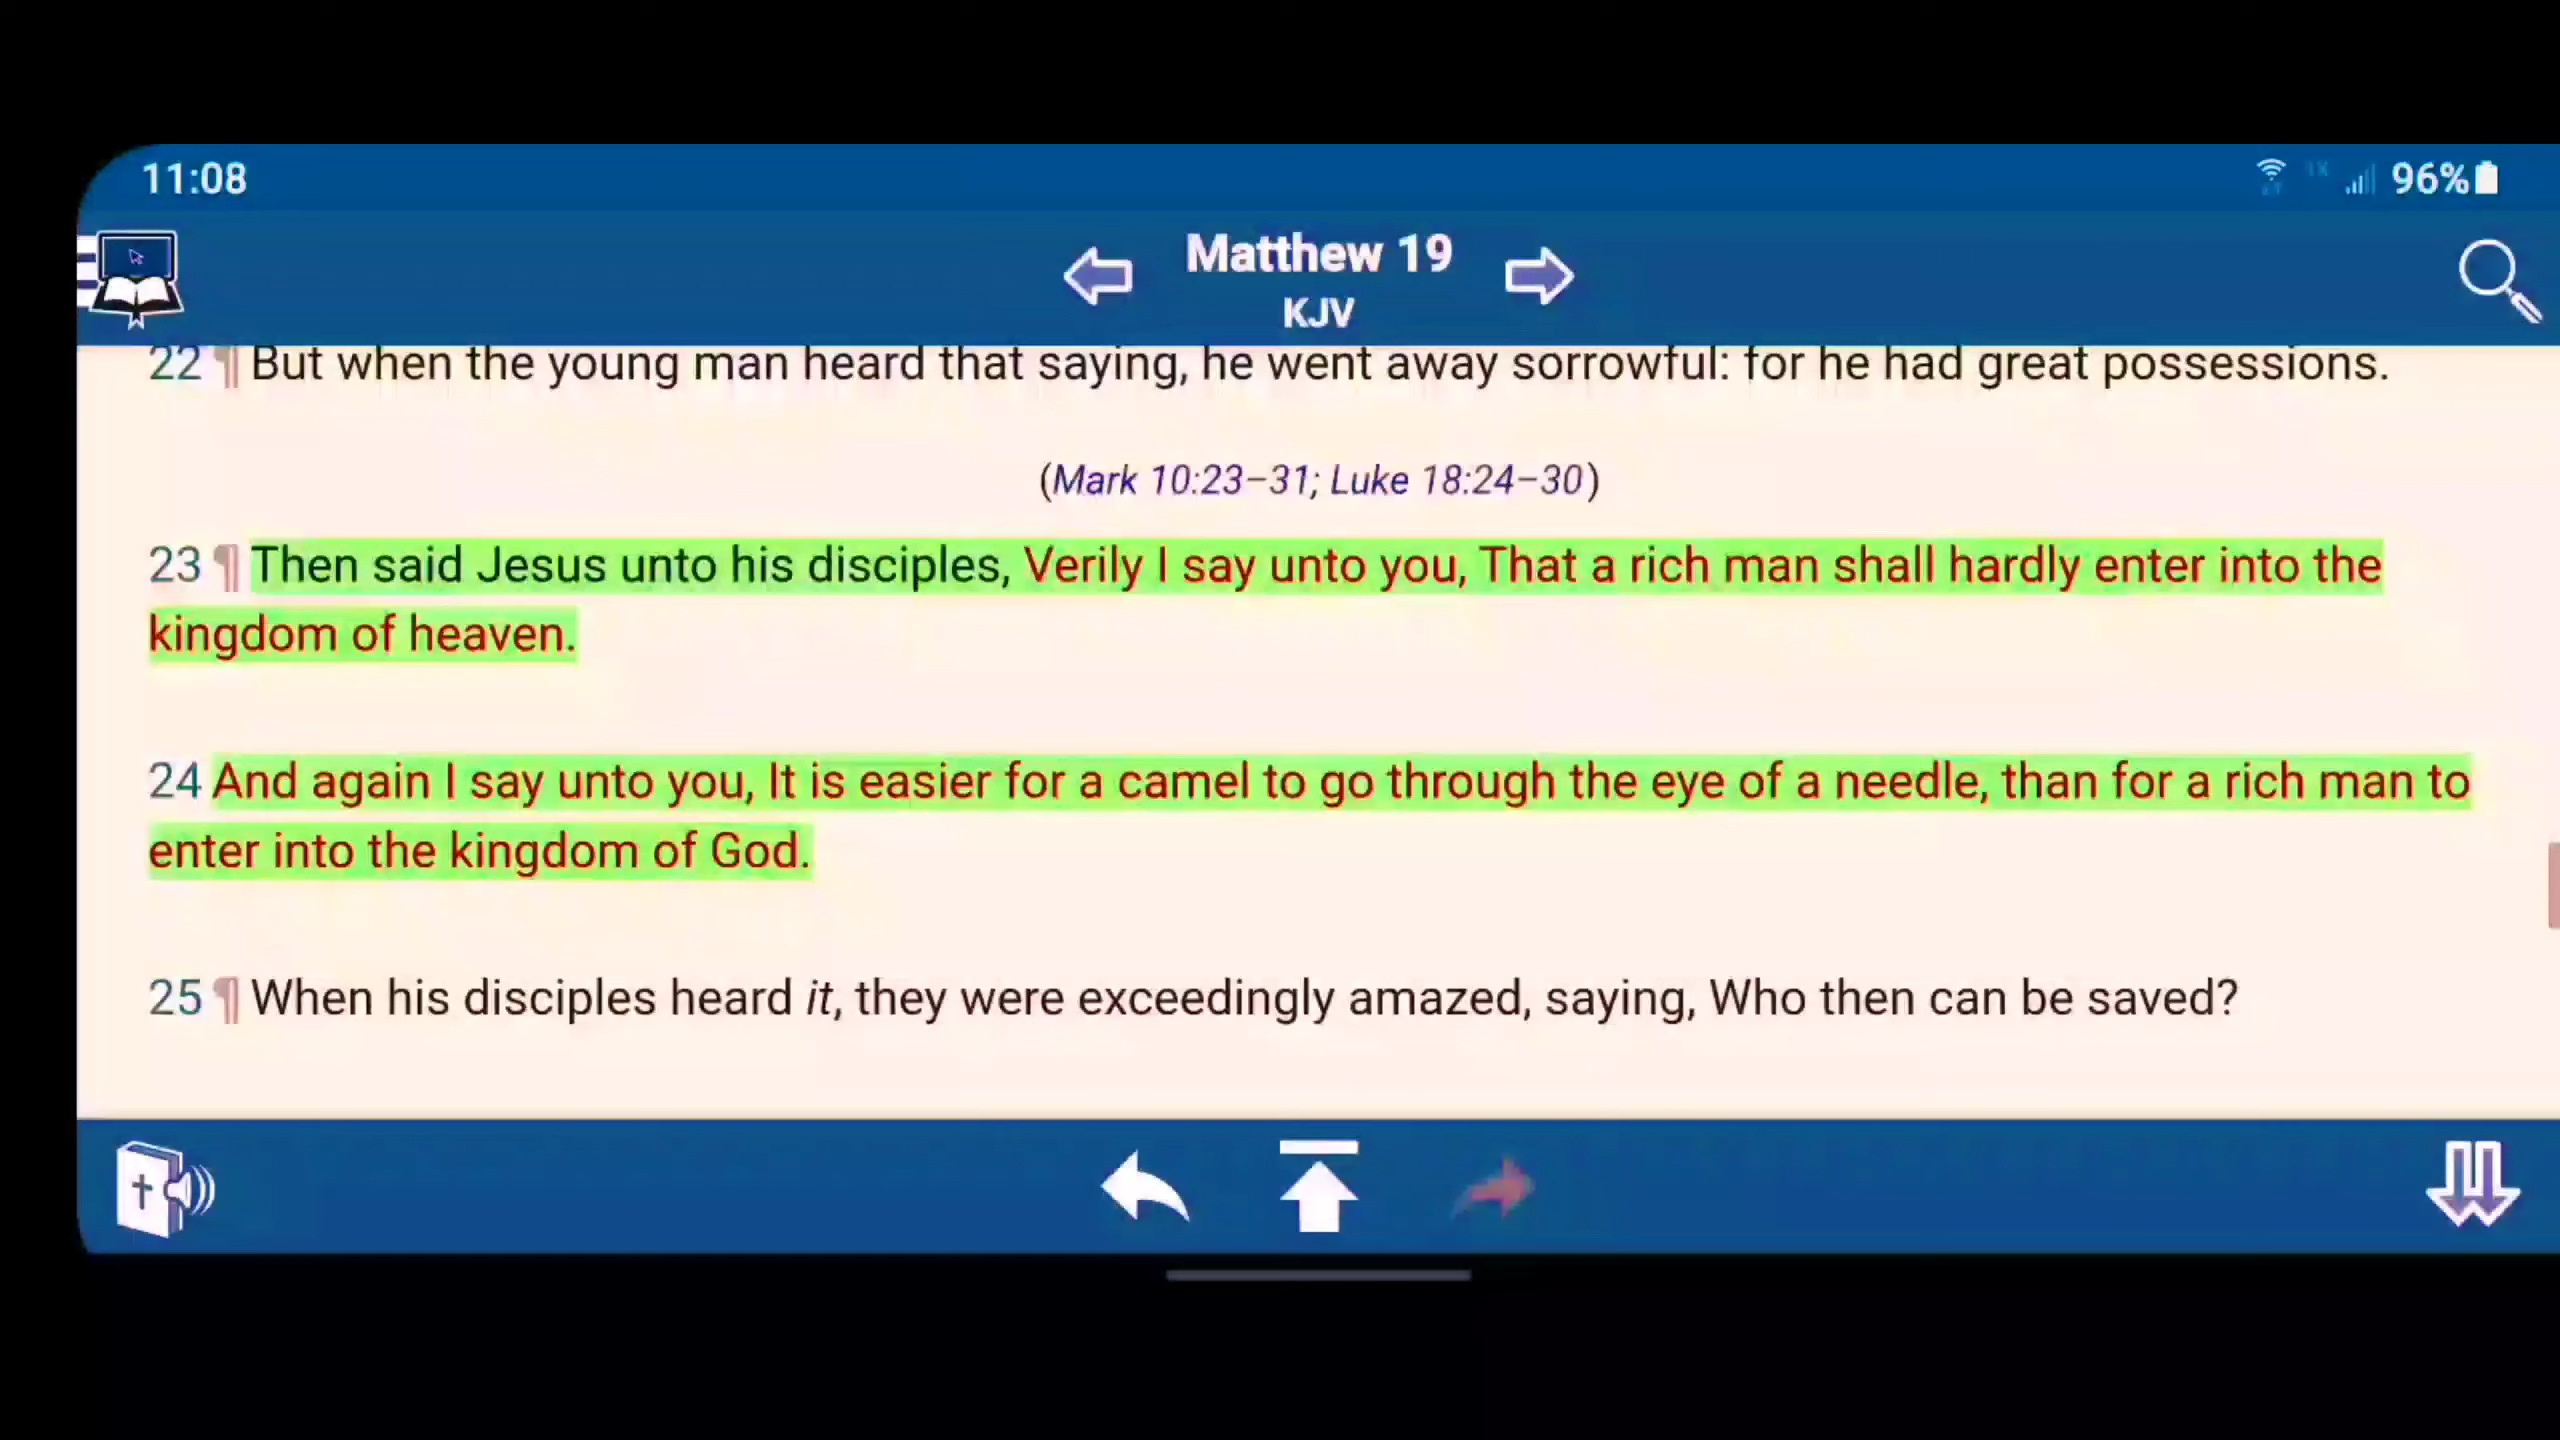 11:08
1X
96%
Matthew 19
KJV
22 ¶ But when the young man heard that saying, he went away sorrowful: for he had great possessions.
(Mark 10:23–31; Luke 18:24–30)
23 ¶ Then said Jesus unto his disciples, Verily I say unto you, That a rich man shall hardly enter into the
kingdom of heaven.
24 And again I say unto you, It is easier for a camel to go through the eye of a needle, than for a rich man to
enter into the kingdom of God.
25 ¶ When his disciples heard it, they were exceedingly amazed, saying, Who then can be saved?